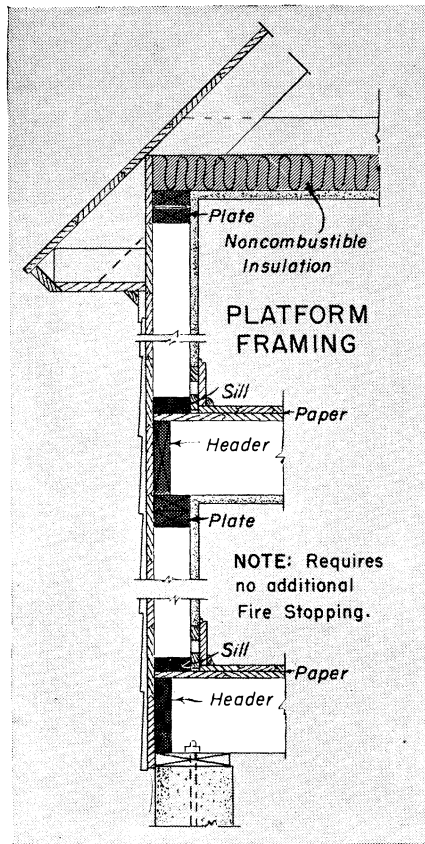 Plate
Noncombustible
Insulation
PLATFORM
FRAMING
Sill
Paper
Header
Plate
NOTE: Requires
no additional
Fire Stopping.
Sill
Paper
Header